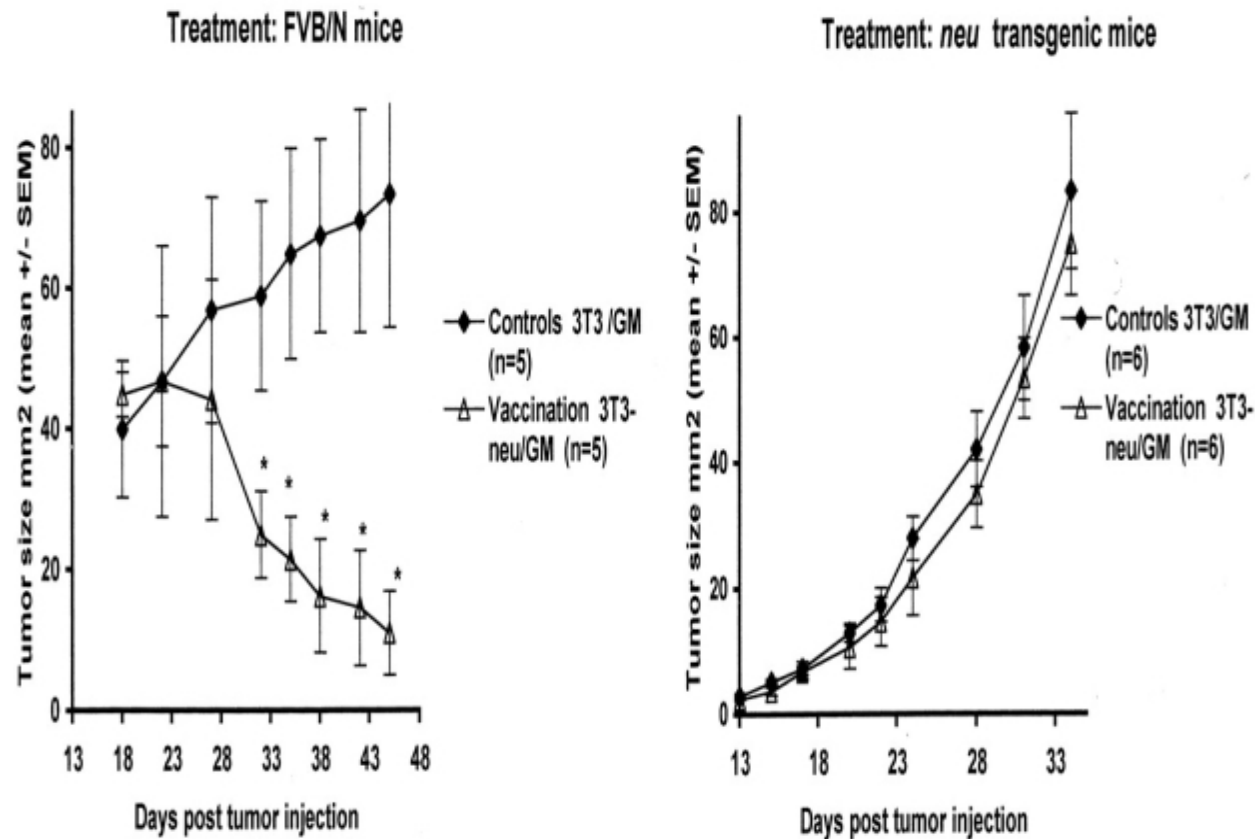 Treatment: FVB/N mice
Tumor size mm2 (mean +/- SEM)
80
60
40
20
0
13 18 23 28 33 38 43 48
Days post tumor injection
* * * * *
Controls 3T3 /GM
(n=5)
Vaccination 3T3-
neu/GM (n=5)
Treatment: neu transgenic mice
Tumor size mm2 (mean +/- SEM)
80
60
40
20
0
13 18 23 28 33
Days post tumor injection
Controls 3T3/GM
(n=6)
Vaccination 3T3-
neu/GM (n=6)